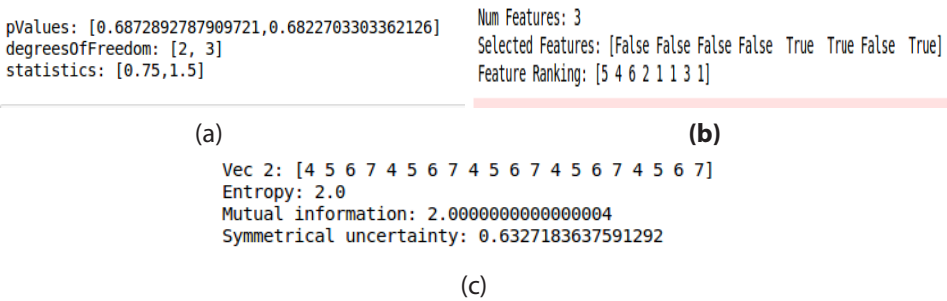 pValues: [0.6872892787909721,0.6822703303362126]
degreesOfFreedom: [2, 3]
statistics: [0.75,1.5]
(a)
Num Features: 3
Selected Features: [False False False False True True False True]
Feature Ranking: [5 4 6 2 1 1 3 1]
(b)
Vec 2: [4 5 6 7 4 5 6 7 4 5 6 7 4 5 6 7 4 5 6 7]
Entropy: 2.0
Mutual information: 2.0000000000000004
Symmetrical uncertainty: 0.6327183637591292
(c)